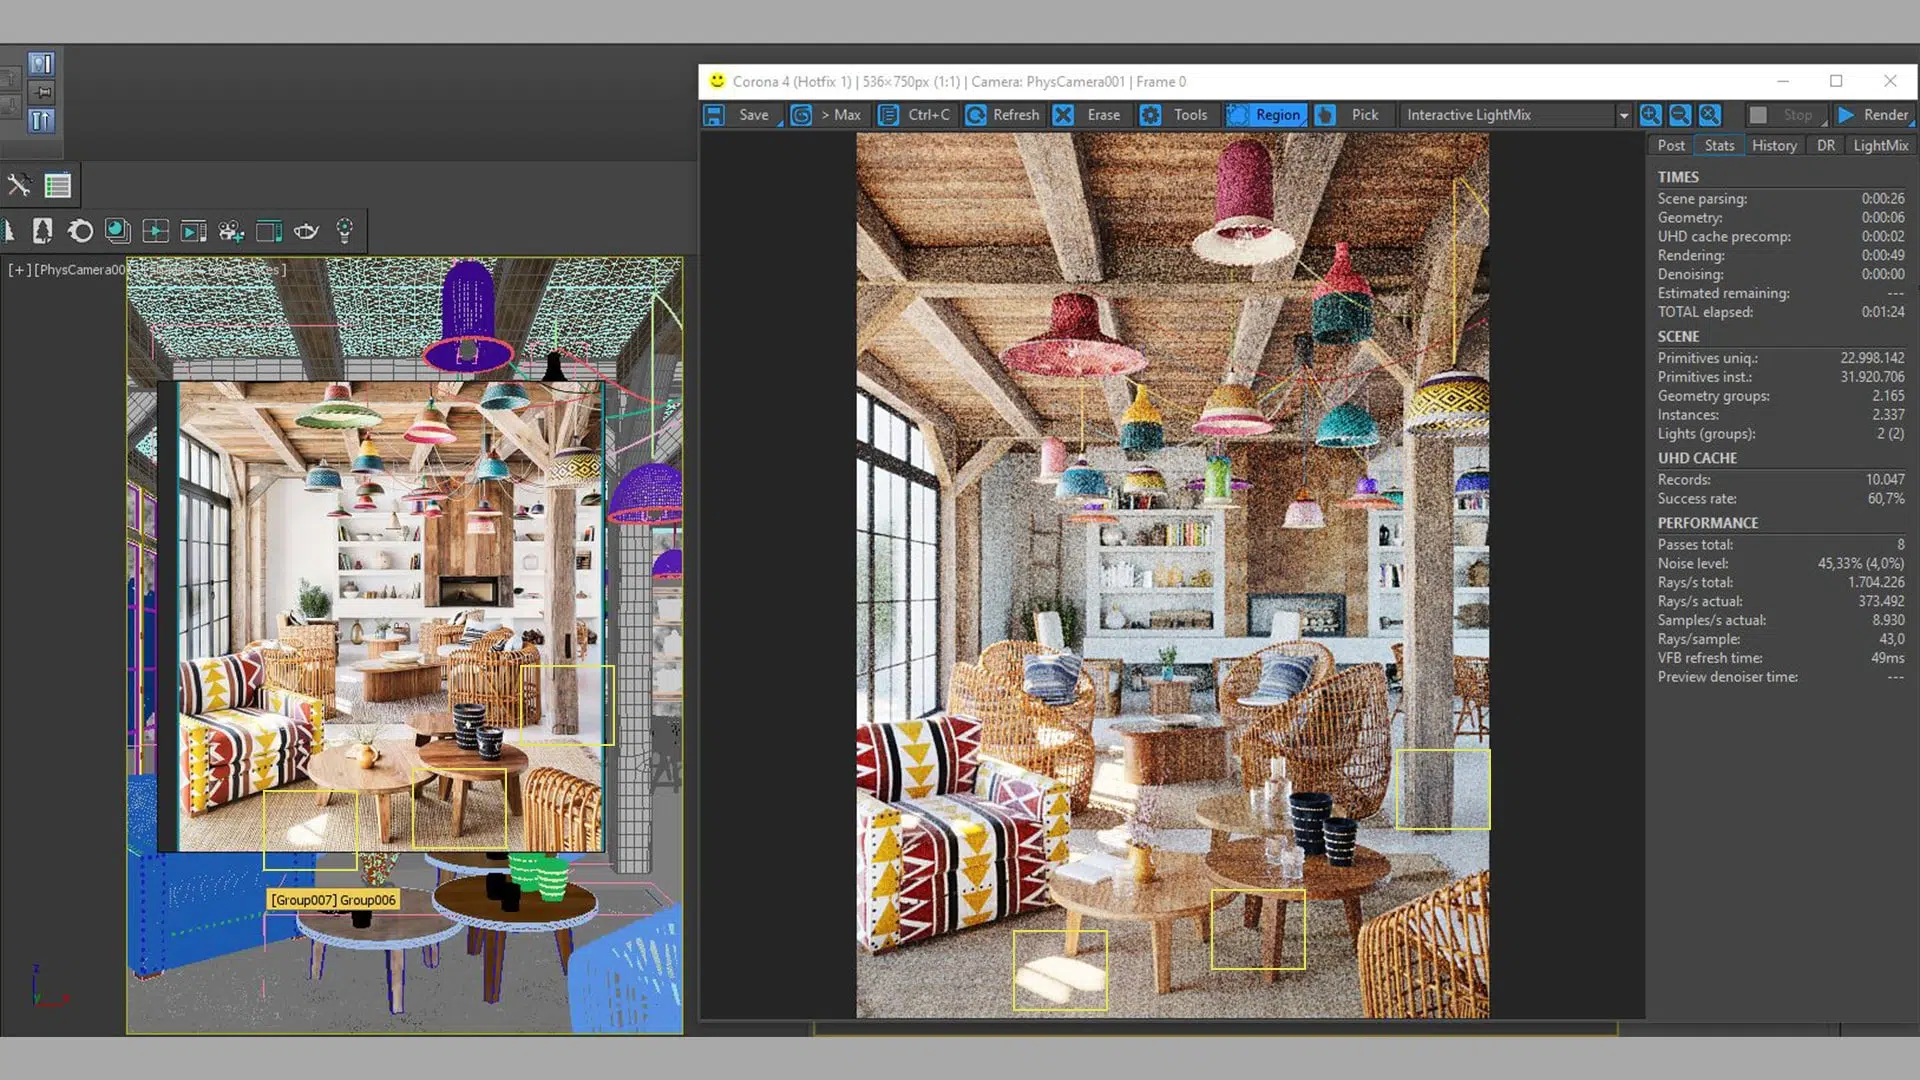 Corona 4 (Hotfix 1) | 536×750px (1:1) | Camera: PhysCamera001 | Frame 0
Save
> Max
Ctrl+C
Refresh
Erase
Tools
Region
Pick
Interactive LightMix
Stop
Render
Post
Stats
History
DR
LightMix
[+][PhysCamera00
[Group007] Group006
z
y
x
TIMES
Scene parsing: 0:00:26
Geometry: 0:00:06
UHD cache precomp: 0:00:02
Rendering: 0:00:49
Denoising: 0:00:00
Estimated remaining: ---
TOTAL elapsed: 0:01:24
SCENE
Primitives uniq.: 22.998.142
Primitives inst.: 31.920.706
Geometry groups: 2.165
Instances: 2.337
Lights (groups): 2 (2)
UHD CACHE
Records: 10.047
Success rate: 60,7%
PERFORMANCE
Passes total: 8
Noise level: 45,33% (4,0%)
Rays/s total: 1.704.226
Rays/s actual: 373.492
Samples/s actual: 8.930
Rays/sample: 43,0
VFB refresh time: 49ms
Preview denoiser time: ---